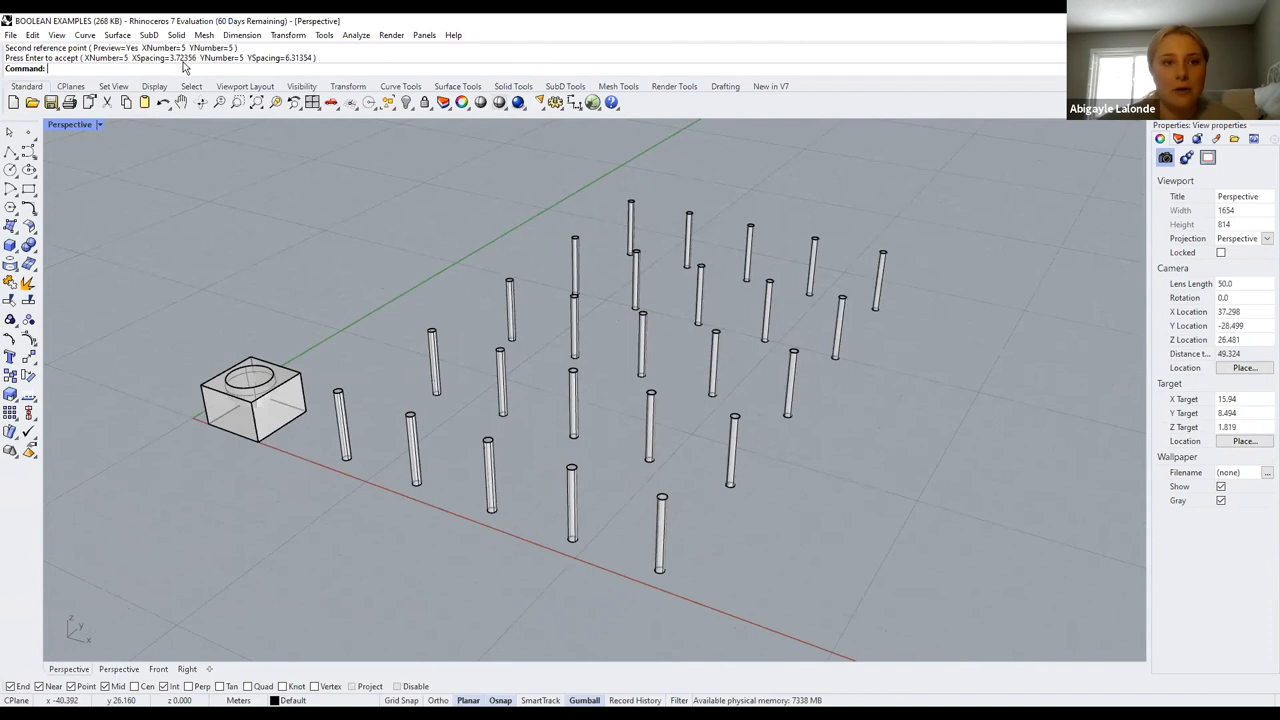 BOOLEAN EXAMPLES (268 KB) - Rhinoceros 7 Evaluation (60 Days Remaining) - [Perspective]
File Edit View Curve Surface SubD Solid Mesh Dimension Transform Tools Analyze Render Panels Help
Second reference point ( Preview=Yes XNumber=5 YNumber=5 )
Press Enter to accept ( XNumber=5 XSpacing=3.72356 YNumber=5 YSpacing=6.31354 )
Command:
Standard CPlanes Set View Display Select Viewport Layout Visibility Transform Curve Tools Surface Tools Solid Tools SubD Tools Mesh Tools Render Tools Drafting New in V7
Abigayle Lalonde
Perspective
Properties: View properties
Viewport
Title Perspective
Width 1654
Height 814
Projection Perspective
Locked
Camera
Lens Length 50.0
Rotation 0.0
X Location 37.298
Y Location -28.499
Z Location 26.481
Distance t... 49.324
Location Place...
Target
X Target 15.94
Y Target 8.494
Z Target 1.819
Location Place...
Wallpaper
Filename (none) ...
Show
Gray
z
y
x
Perspective Perspective Front Right
End Near Point Mid Cen Int Perp Tan Quad Knot Vertex Project Disable
CPlane x -40.392 y 26.160 z 0.000 Meters Default Grid Snap Ortho Planar Osnap SmartTrack Gumball Record History Filter Available physical memory: 7338 MB